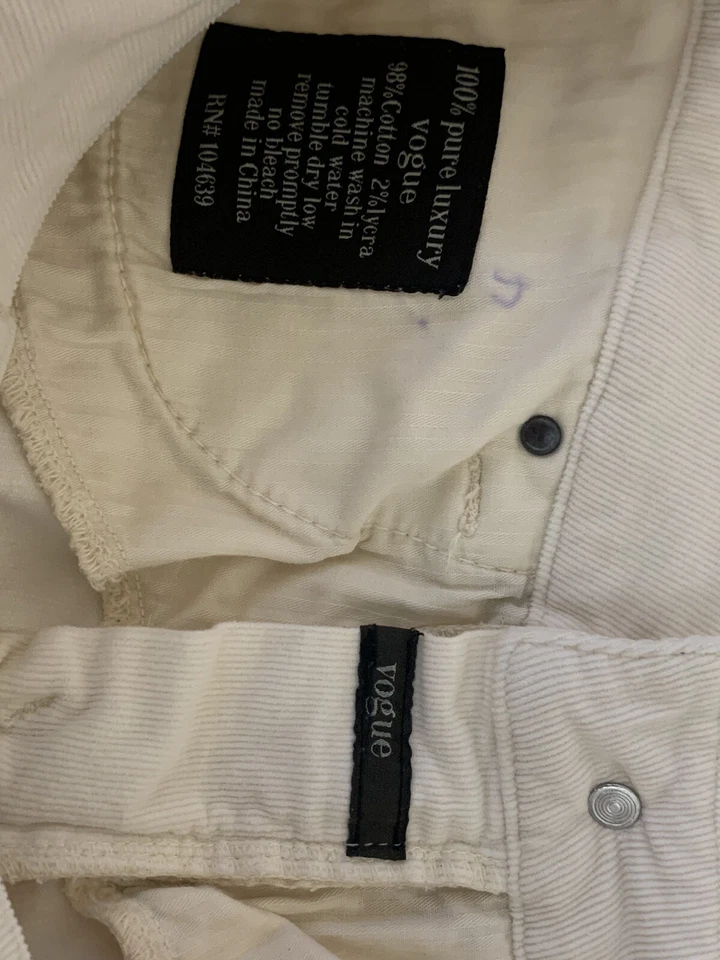 100% pure luxury
vogue
98%Cotton 2%lycra
machine wash in
cold water
tumble dry low
remove promptly
no beach
made in China
RN# 104639
vogue